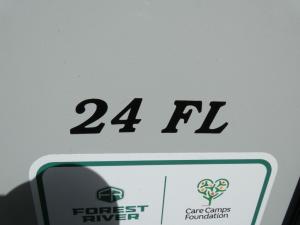 24 FL
FOREST
RIVER
Care Camps
Foundation